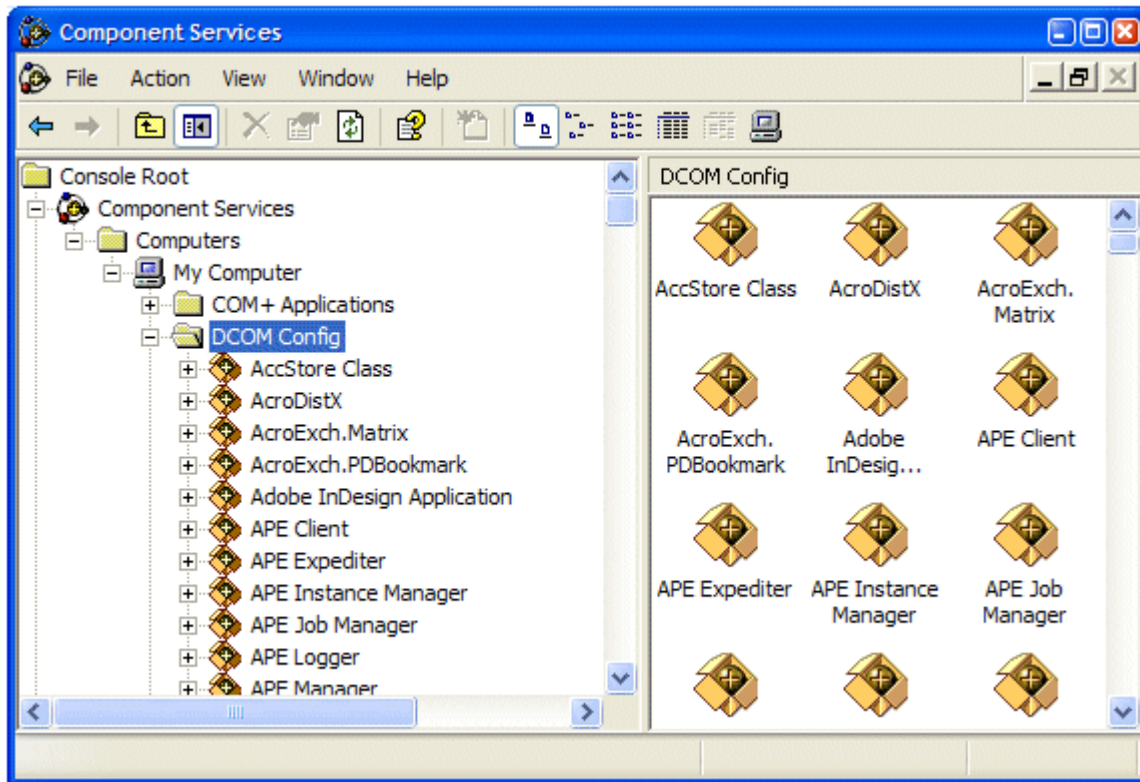 Component Services
File Action View Window Help
Console Root
Component Services
Computers
My Computer
COM+ Applications
DCOM Config
AccStore Class
AcroDistX
AcroExch.Matrix
AcroExch.PDBookmark
Adobe InDesign Application
APE Client
APE Expediter
APE Instance Manager
APE Job Manager
APE Logger
APE Manager
DCOM Config
AccStore Class AcroDistX AcroExch.
Matrix
AcroExch.
PDBookmark
Adobe
InDesig...
APE Client
APE Expediter APE Instance
Manager
APE Job
Manager